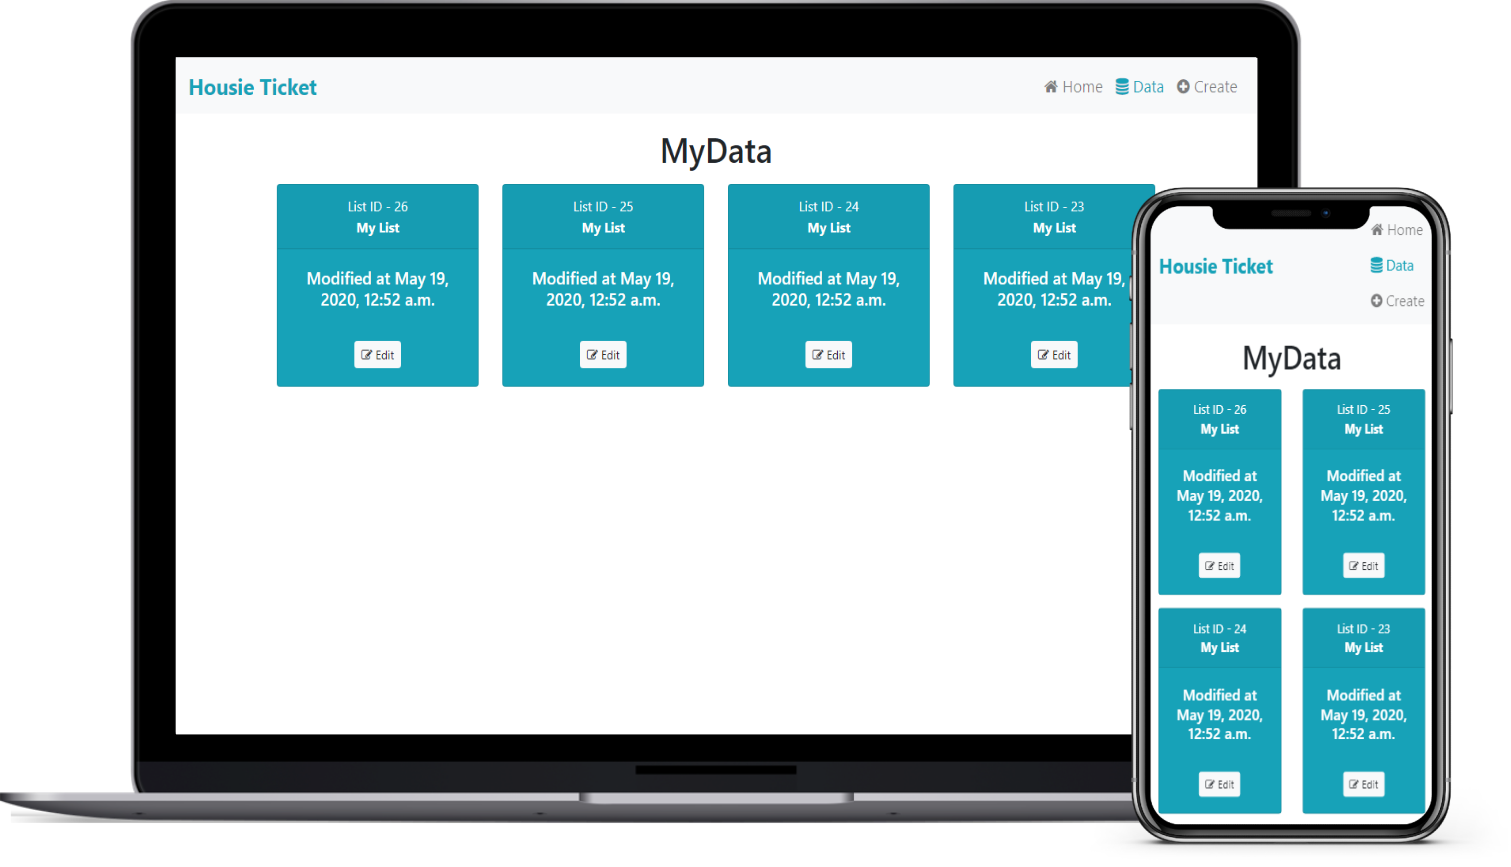 Housie Ticket
Home Data Create
MyData
List ID - 26
My List
Modified at May 19,
2020, 12:52 a.m.
Edit
List ID - 25
My List
Modified at May 19,
2020, 12:52 a.m.
Edit
List ID - 24
My List
Modified at May 19,
2020, 12:52 a.m.
Edit
List ID - 23
My List
Modified at May 19,
2020, 12:52 a.m.
Edit
Home
Housie Ticket
Data
Create
MyData
List ID - 26
My List
Modified at
May 19, 2020,
12:52 a.m.
Edit
List ID - 25
My List
Modified at
May 19, 2020,
12:52 a.m.
Edit
List ID - 24
My List
Modified at
May 19, 2020,
12:52 a.m.
Edit
List ID - 23
My List
Modified at
May 19, 2020,
12:52 a.m.
Edit